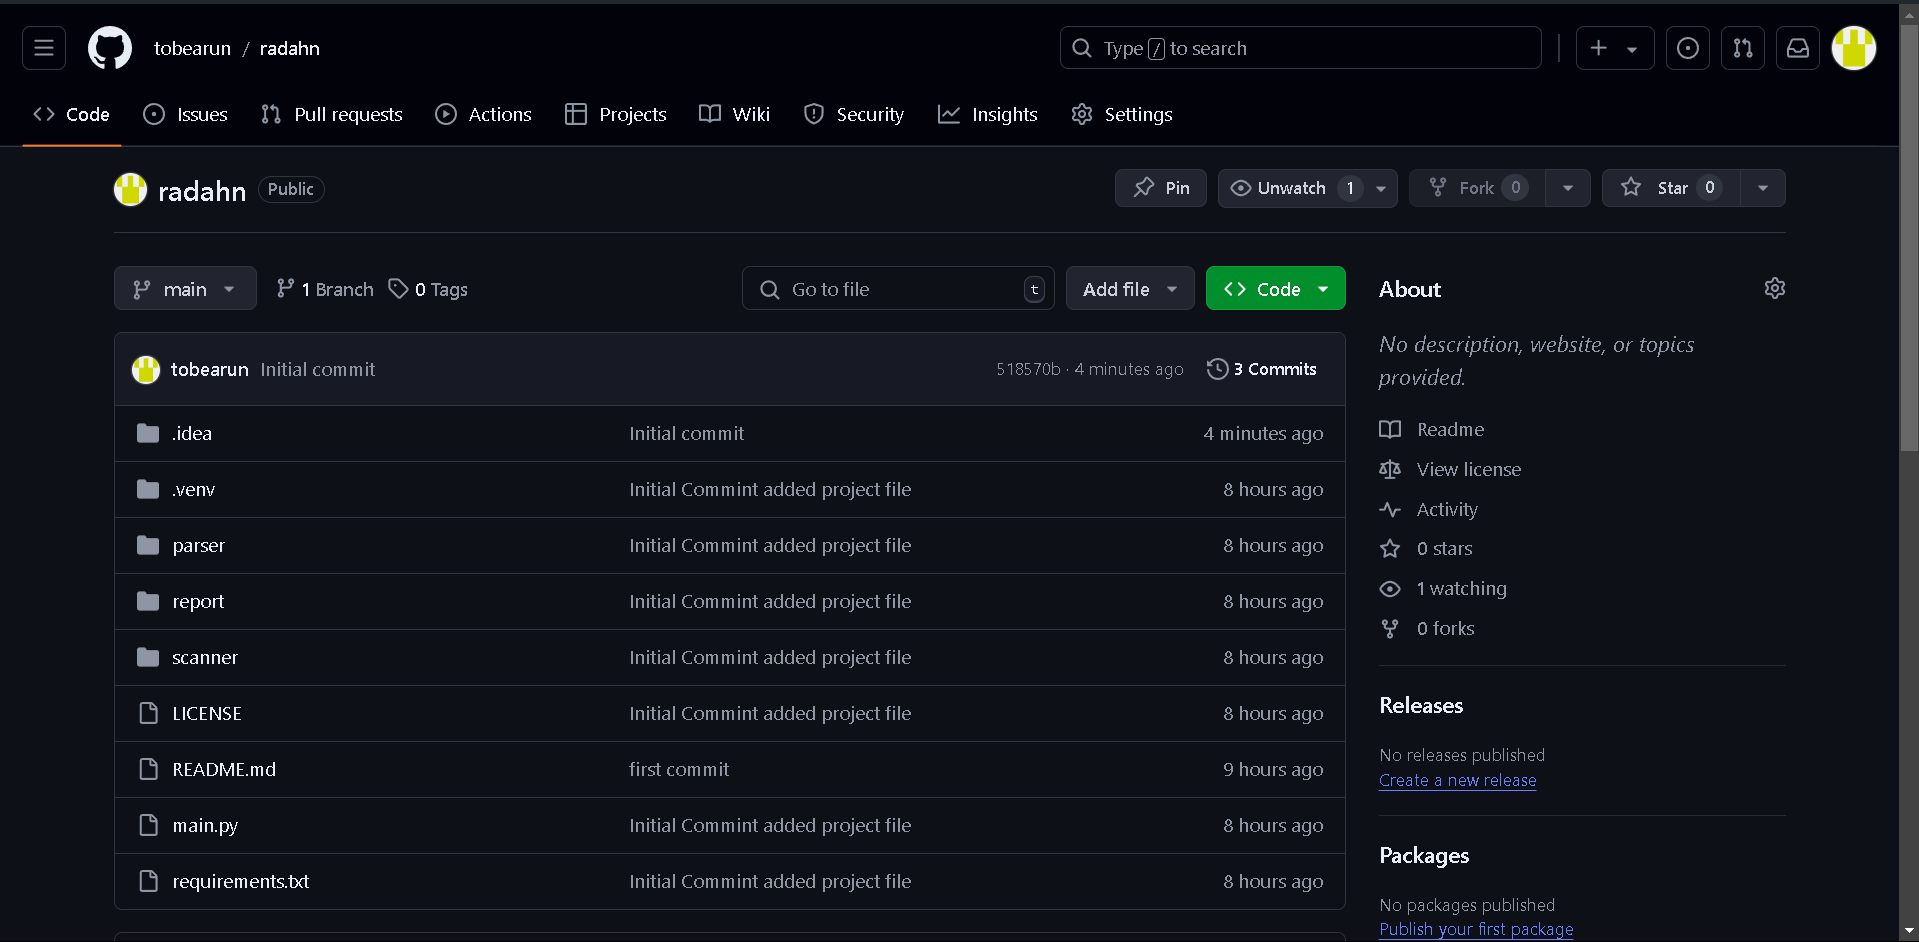 tobearun / radahn
Type / to search
Code Issues Pull requests Actions Projects Wiki Security Insights Settings
radahn Public
Pin Unwatch 1 Fork 0 Star 0
main 1 Branch 0 Tags Go to file t Add file Code
tobearun Initial commit 518570b · 4 minutes ago 3 Commits
.idea Initial commit 4 minutes ago
.venv Initial Commint added project file 8 hours ago
parser Initial Commint added project file 8 hours ago
report Initial Commint added project file 8 hours ago
scanner Initial Commint added project file 8 hours ago
LICENSE Initial Commint added project file 8 hours ago
README.md first commit 9 hours ago
main.py Initial Commint added project file 8 hours ago
requirements.txt Initial Commint added project file 8 hours ago
About
No description, website, or topics
provided.
Readme
View license
Activity
0 stars
1 watching
0 forks
Releases
No releases published
Create a new release
Packages
No packages published
Publish your first package